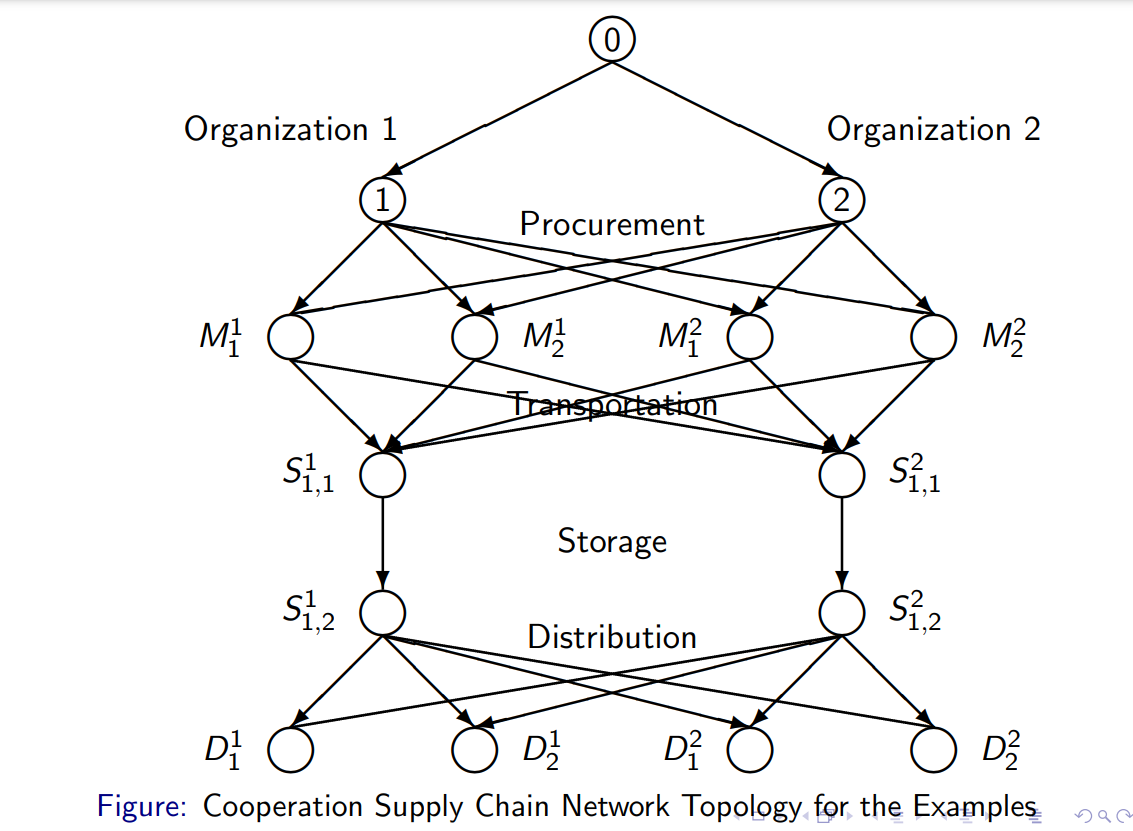 0
Organization 1
Organization 2
1
2
Procurement
M₁¹
M₂¹
M₁²
M₂²
Transportation
S₁,₁¹
S₁,₁²
Storage
S₁,₂¹
S₁,₂²
Distribution
D₁¹
D₂¹
D₁²
D₂²
Figure: Cooperation Supply Chain Network Topology for the Examples